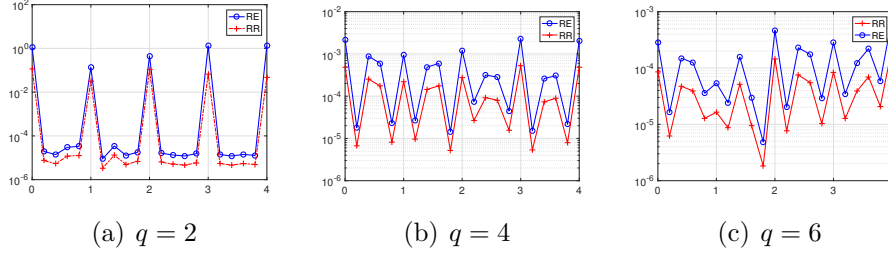 10^2
10^0
10^-2
10^-4
10^-6
0 1 2 3 4
RE
RR
(a) q = 2
10^-2
10^-3
10^-4
10^-5
10^-6
0 1 2 3 4
RE
RR
(b) q = 4
10^-3
10^-4
10^-5
10^-6
0 1 2 3
RR
RE
(c) q = 6